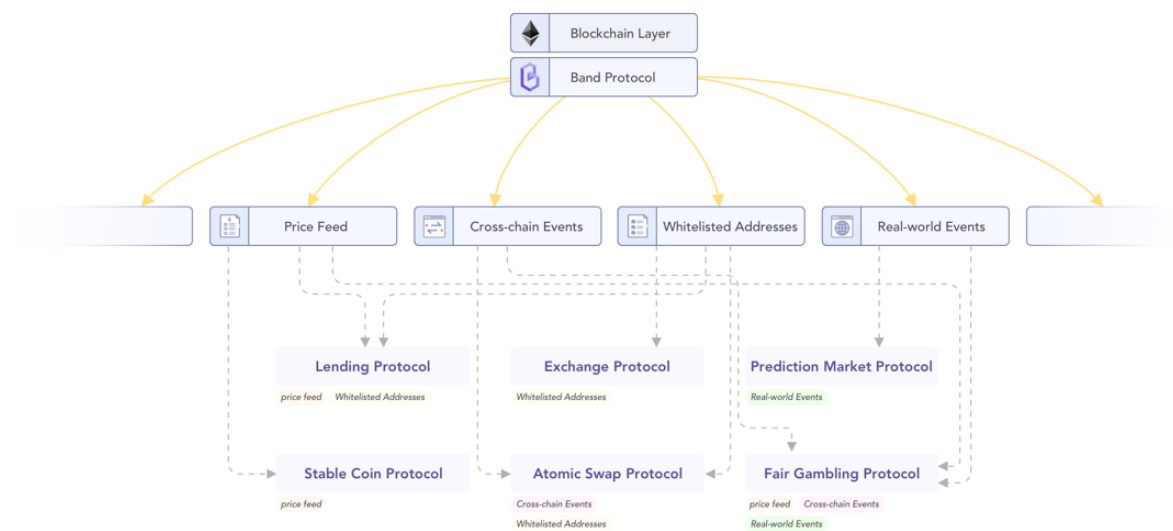 Blockchain Layer
Band Protocol
Price Feed
Cross-chain Events
Whitelisted Addresses
Real-world Events
Lending Protocol
Exchange Protocol
Prediction Market Protocol
price feed Whitelisted Addresses
Whitelisted Addresses
Real-world Events
Stable Coin Protocol
Atomic Swap Protocol
Fair Gambling Protocol
price feed
Cross-chain Events
price feed Cross-chain Events
Whitelisted Addresses
Real-world Events